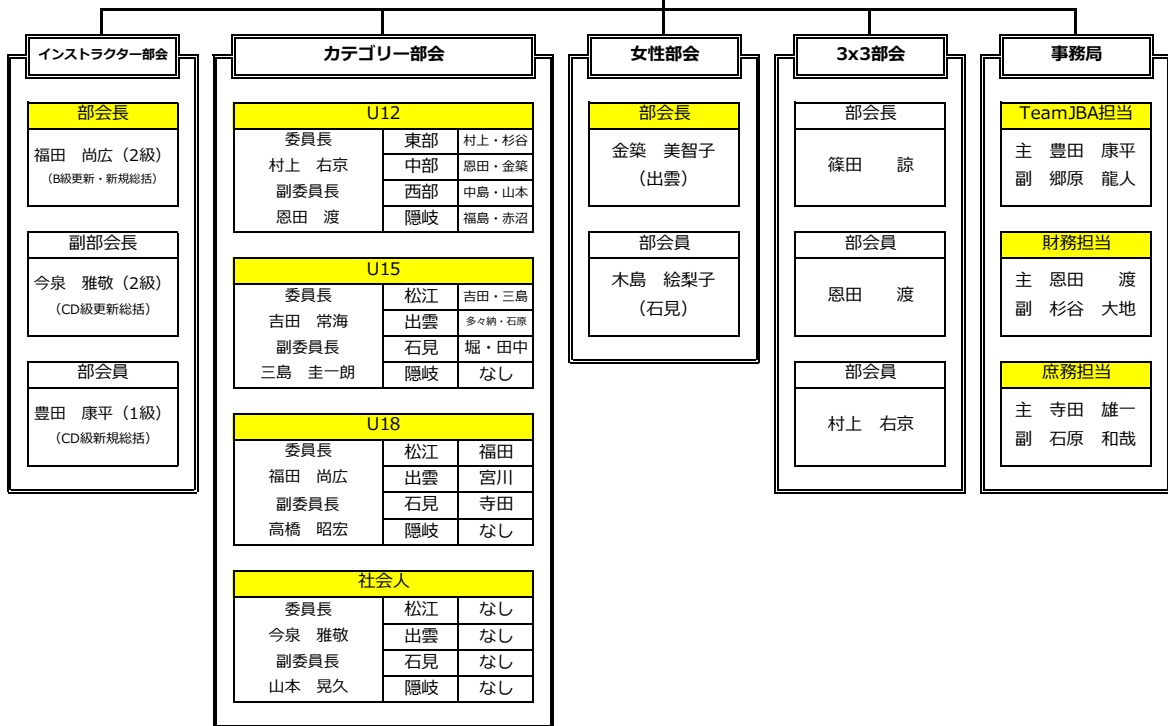 インストラクター部会
部会長
福田 尚広（2級）
（B級更新・新規総括）
副部会長
今泉 雅敬（2級）
（CD級更新総括）
部会員
豊田 康平（1級）
（CD級新規総括）
カテゴリー部会
U12
委員長 東部 村上・杉谷
村上 右京 中部 恩田・金築
副委員長 西部 中島・山本
恩田 渡 隠岐 福島・赤沼
U15
委員長 松江 吉田・三島
吉田 常海 出雲 多々納・石原
副委員長 石見 堀・田中
三島 圭一朗 隠岐 なし
U18
委員長 松江 福田
福田 尚広 出雲 宮川
副委員長 石見 寺田
高橋 昭宏 隠岐 なし
社会人
委員長 松江 なし
今泉 雅敬 出雲 なし
副委員長 石見 なし
山本 晃久 隠岐 なし
女性部会
部会長
金築 美智子
（出雲）
部会員
木島 絵梨子
（石見）
3x3部会
部会長
篠田 諒
部会員
恩田 渡
部会員
村上 右京
事務局
TeamJBA担当
主 豊田 康平
副 郷原 龍人
財務担当
主 恩田 渡
副 杉谷 大地
庶務担当
主 寺田 雄一
副 石原 和哉